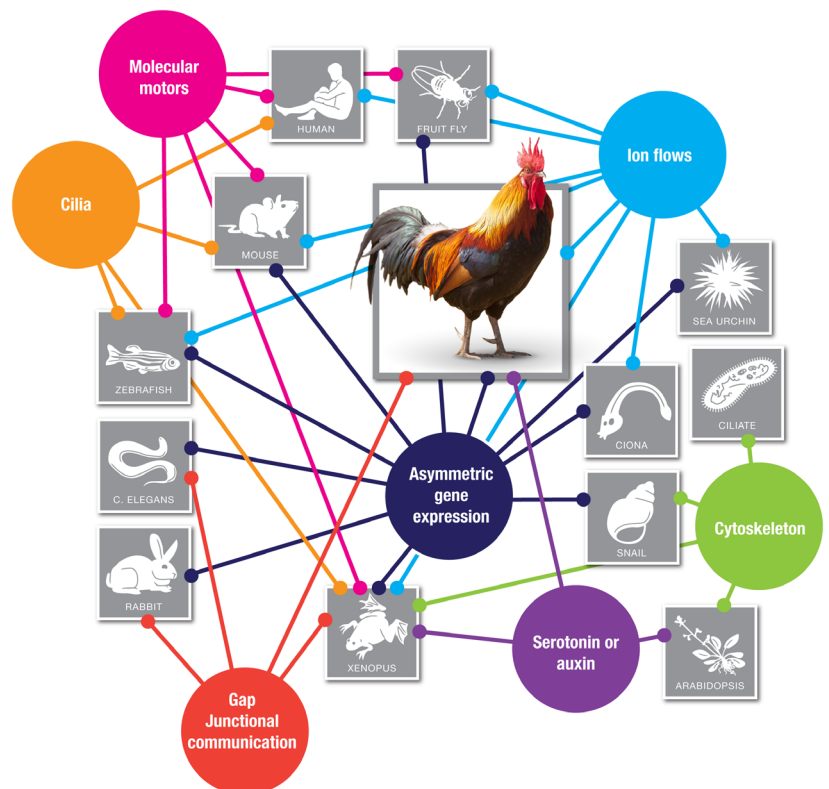 Molecular
motors
HUMAN
FRUIT FLY
Ion flows
Cilia
MOUSE
SEA URCHIN
ZEBRAFISH
CIONA
CILIATE
C. ELEGANS
Asymmetric
gene
expression
SNAIL
Cytoskeleton
RABBIT
XENOPUS
Serotonin or
auxin
ARABIDOPSIS
Gap
Junctional
communication